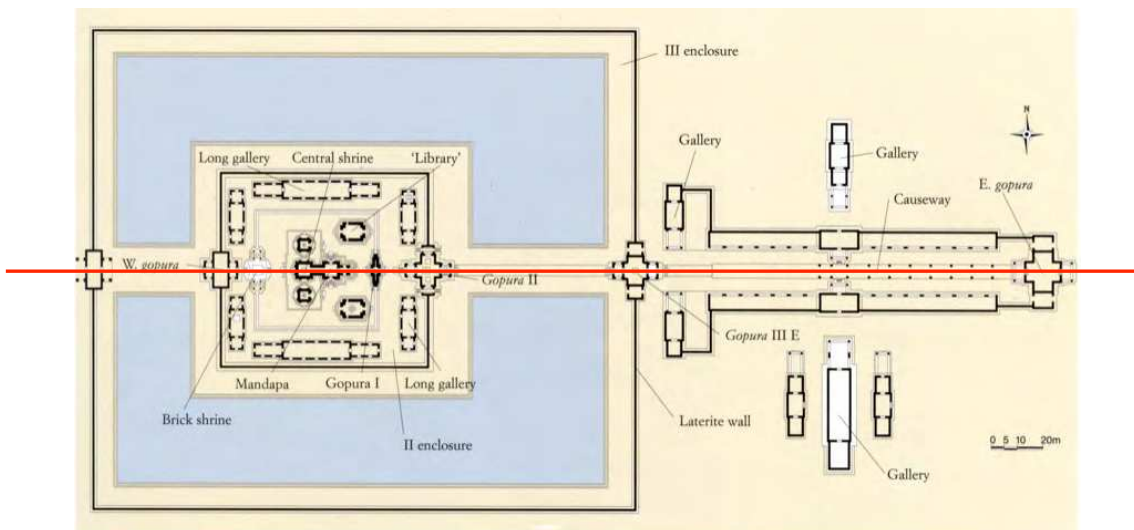 III enclosure
N
Gallery
Gallery
Long gallery
Central shrine
'Library'
E. gopura
Causeway
W. gopura
Gopura II
Gopura III E
Mandapa
Gopura I
Long gallery
Brick shrine
II enclosure
Laterite wall
0 5 10 20m
Gallery